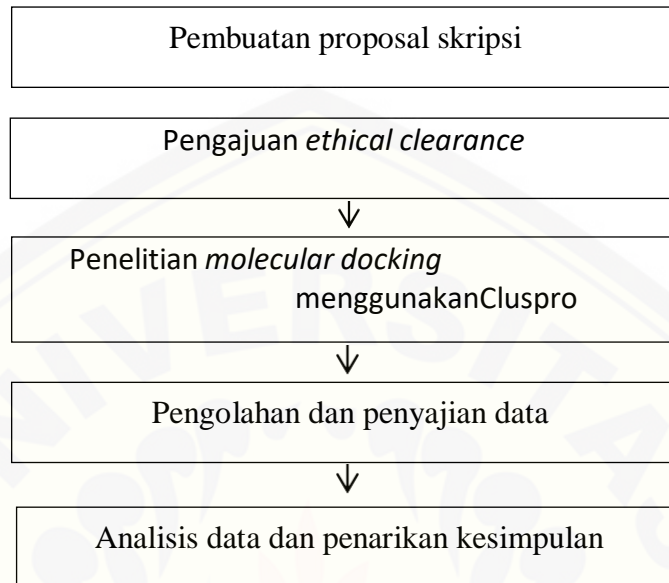 Pembuatan proposal skripsi
Pengajuan ethical clearance
Penelitian molecular docking
menggunakanCluspro
Pengolahan dan penyajian data
Analisis data dan penarikan kesimpulan
UNIVERSITAS